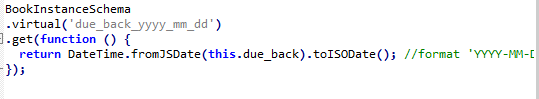 BookInstanceSchema
.virtual('due_back_yyyy_mm_dd')
.get(function () {
return DateTime.fromJSDate(this.due_back).toISODate(); //format 'YYYY-MM-
});